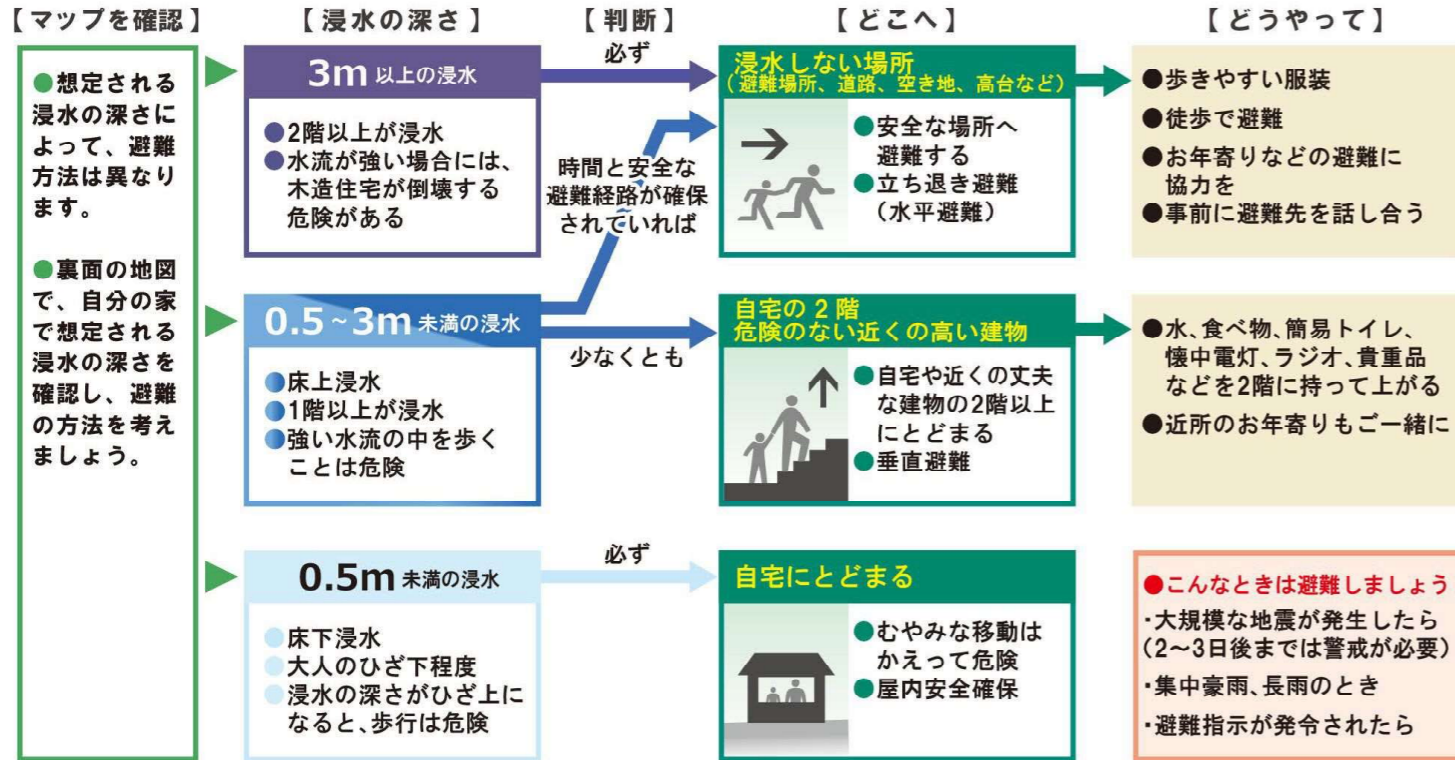 【マップを確認】
【浸水の深さ】
【判断】
【どこへ】
【どうやって】
●想定される
浸水の深さに
よって、避難
方法は異なり
ます。
●裏面の地図
で、自分の家
で想定される
浸水の深さを
確認し、避難
の方法を考え
ましょう。
3m 以上の浸水
●2階以上が浸水
●水流が強い場合には、
木造住宅が倒壊する
危険がある
必ず
浸水しない場所
(避難場所、道路、空き地、高台など)
●安全な場所へ
避難する
●立ち退き避難
(水平避難)
●歩きやすい服装
●徒歩で避難
●お年寄りなどの避難に
協力を
●事前に避難先を話し合う
時間と安全な
避難経路が確保
されていれば
0.5~3m 未満の浸水
●床上浸水
●1階以上が浸水
●強い水流の中を歩く
ことは危険
少なくとも
自宅の2階
危険のない近くの高い建物
●自宅や近くの丈夫
な建物の2階以上
にとどまる
●垂直避難
●水、食べ物、簡易トイレ、
懐中電灯、ラジオ、貴重品
などを2階に持って上がる
●近所のお年寄りもご一緒に
0.5m 未満の浸水
●床下浸水
●大人のひざ下程度
●浸水の深さがひざ上に
なると、歩行は危険
必ず
自宅にとどまる
●むやみな移動は
かえって危険
●屋内安全確保
●こんなときは避難しましょう
・大規模な地震が発生したら
(2〜3日後までは警戒が必要)
・集中豪雨、長雨のとき
・避難指示が発令されたら